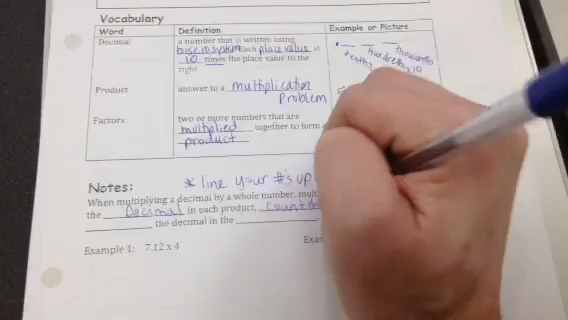 Vocabulary
Word Definition Example or Picture
Decimal a number that is written using
base 10 system. Each place value is
10 times the place value to the
right
tenths hundredths thousandths
x10
Product answer to a multiplication
Problem
Factors: two or more numbers that are
multiplied together to form a
product
Notes: * line your #'s up
When multiplying a decimal by a whole number,
the Decimal in each product,
the decimal in the
Example 1: 7.12 x 4